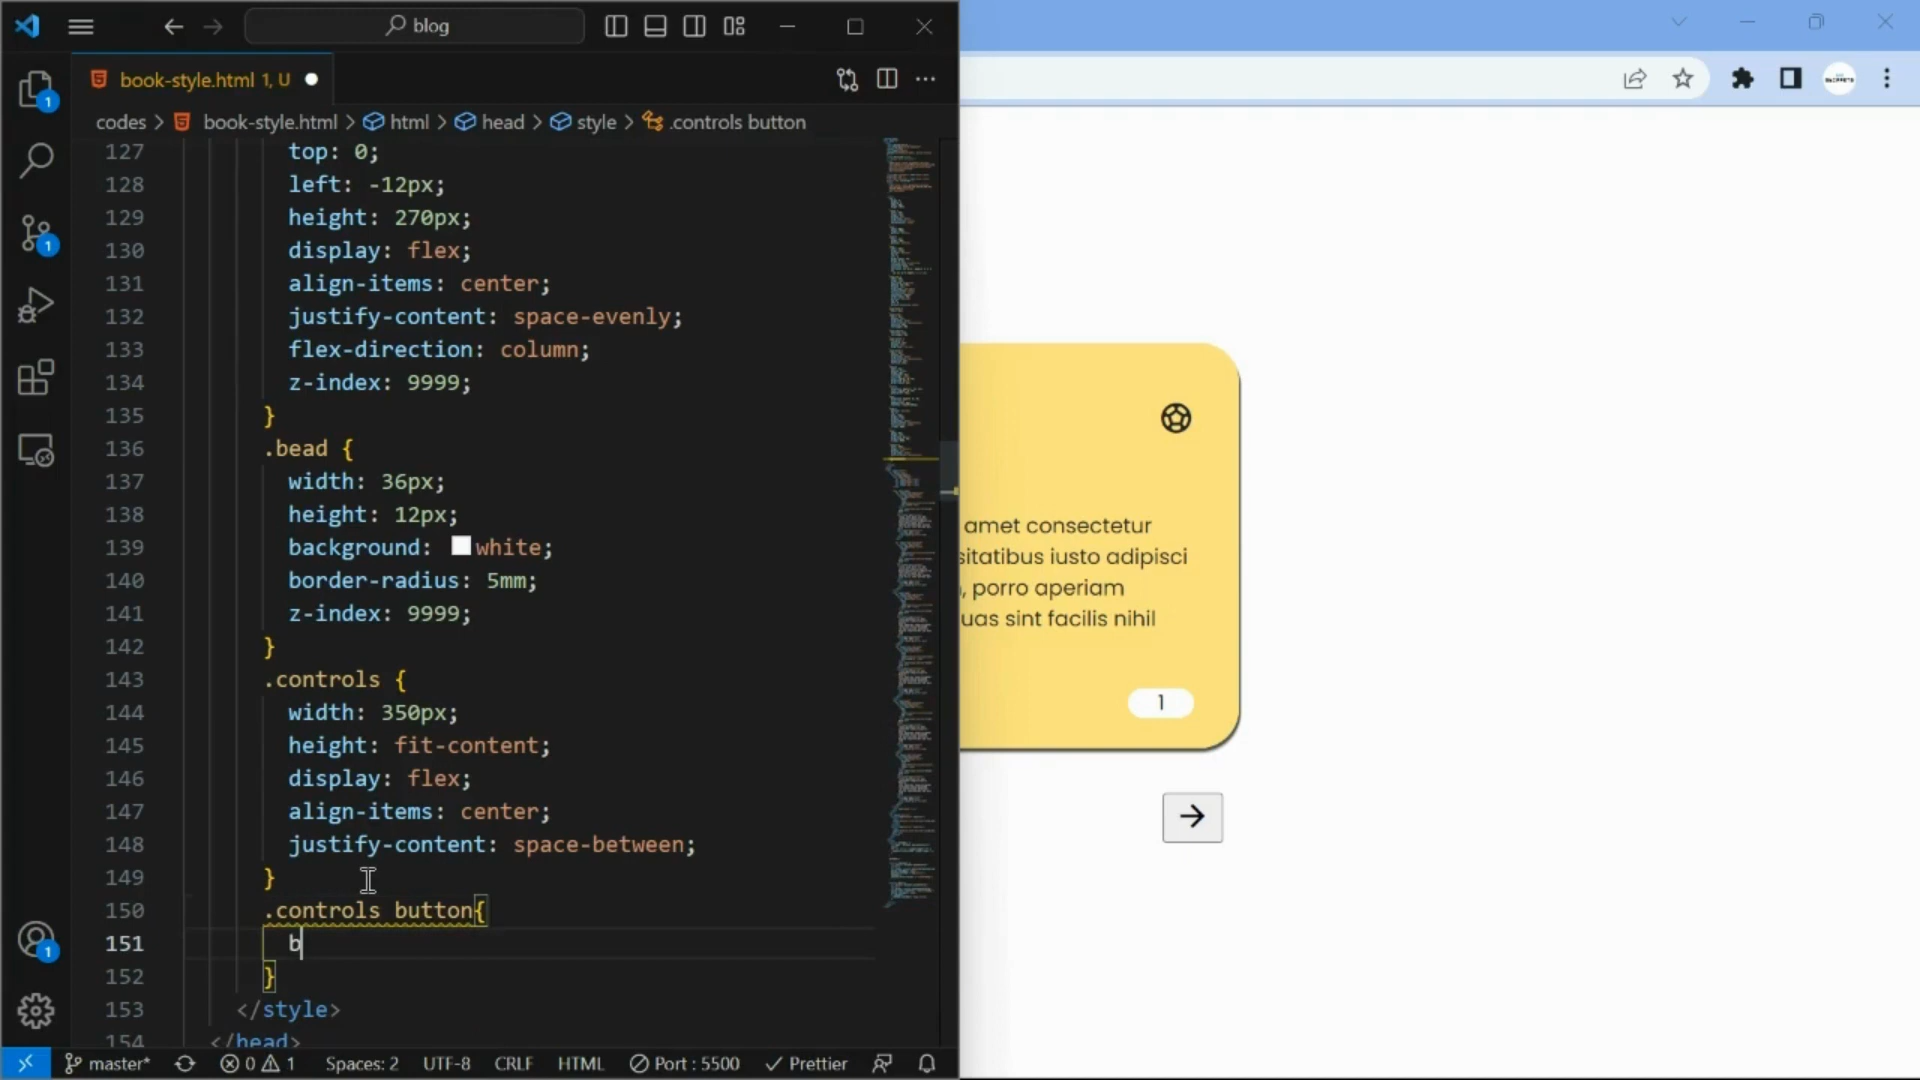 blog
book-style.html 1, U
codes > book-style.html > html > head > style > .controls button
127 top: 0;
128 left: -12px;
129 height: 270px;
130 display: flex;
131 align-items: center;
132 justify-content: space-evenly;
133 flex-direction: column;
134 z-index: 9999;
135 }
136 .bead {
137 width: 36px;
138 height: 12px;
139 background: white;
140 border-radius: 5mm;
141 z-index: 9999;
142 }
143 .controls {
144 width: 350px;
145 height: fit-content;
146 display: flex;
147 align-items: center;
148 justify-content: space-between;
149 }
150 .controls button{
151 b
152 }
153 </style>
154 </head>
1
1
1
master* 0 1 Spaces: 2 UTF-8 CRLF HTML Port : 5500 Prettier
amet consectetur
sitatibus iusto adipisci
, porro aperiam
uas sint facilis nihil
1